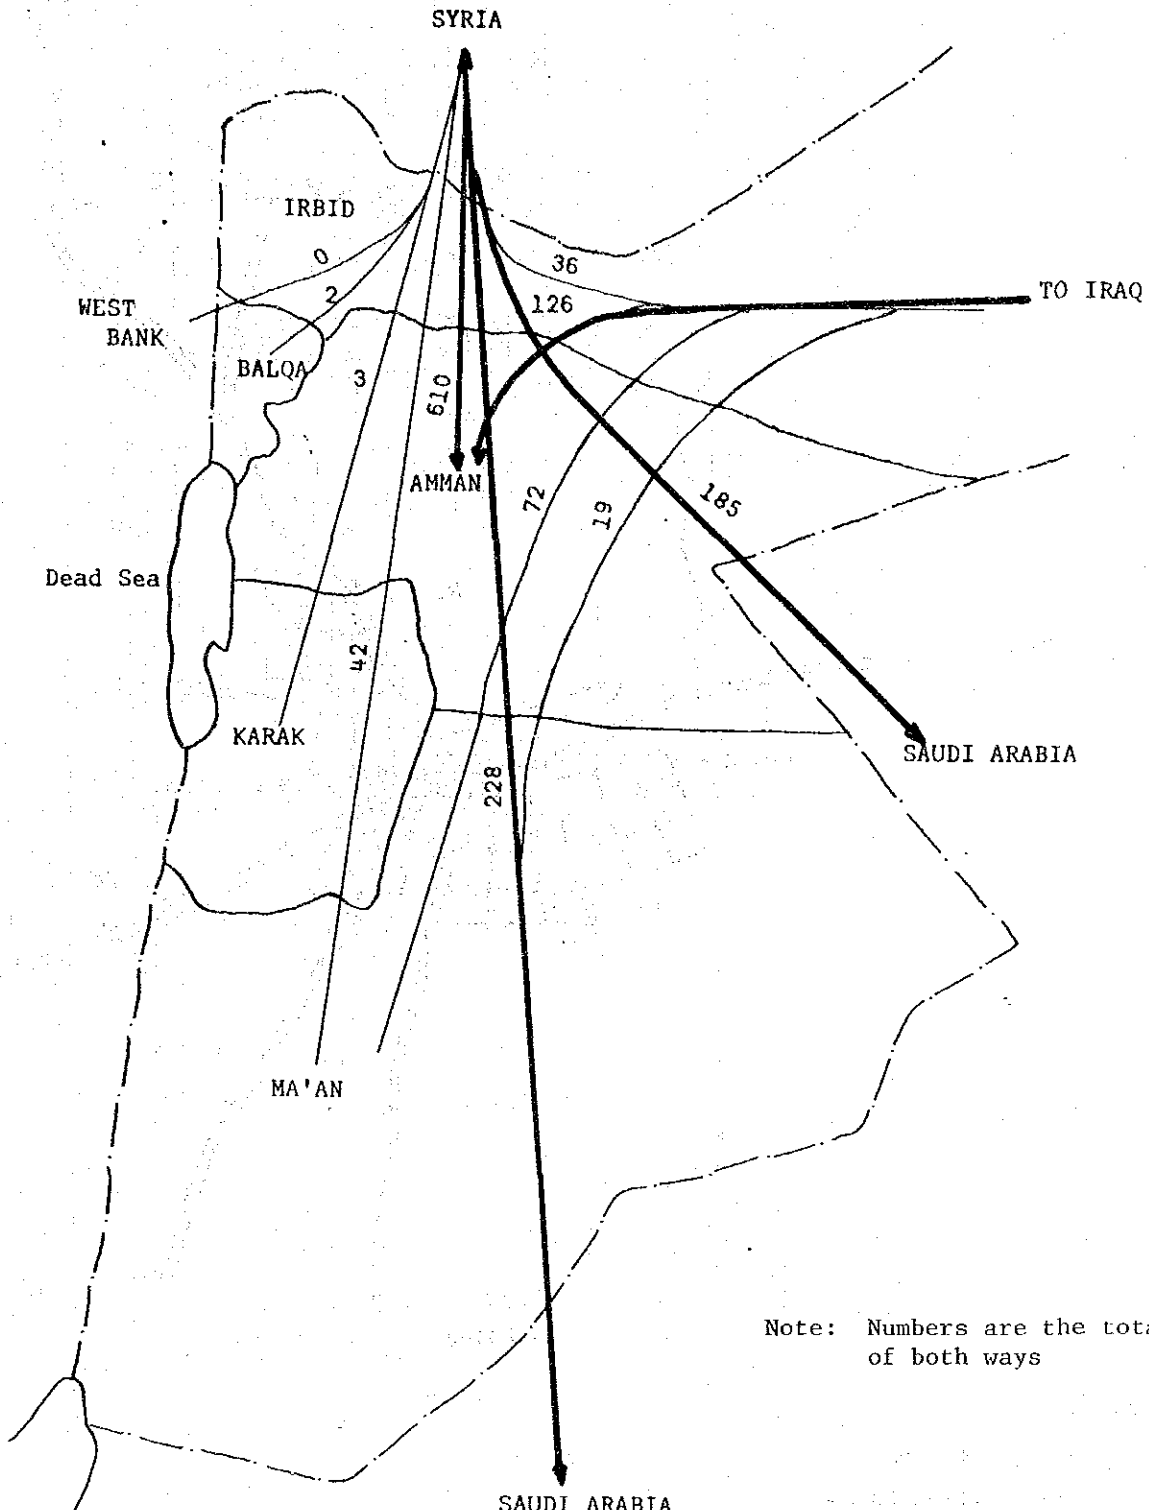 SYRIA
IRBID
0
36
2
126
TO IRAQ
WEST
BANK
BALQA
3
610
AMMAN
72
19
185
Dead Sea
42
KARAK
SAUDI ARABIA
228
MA'AN
Note: Numbers are the tota
of both ways
SAUDI ARABIA